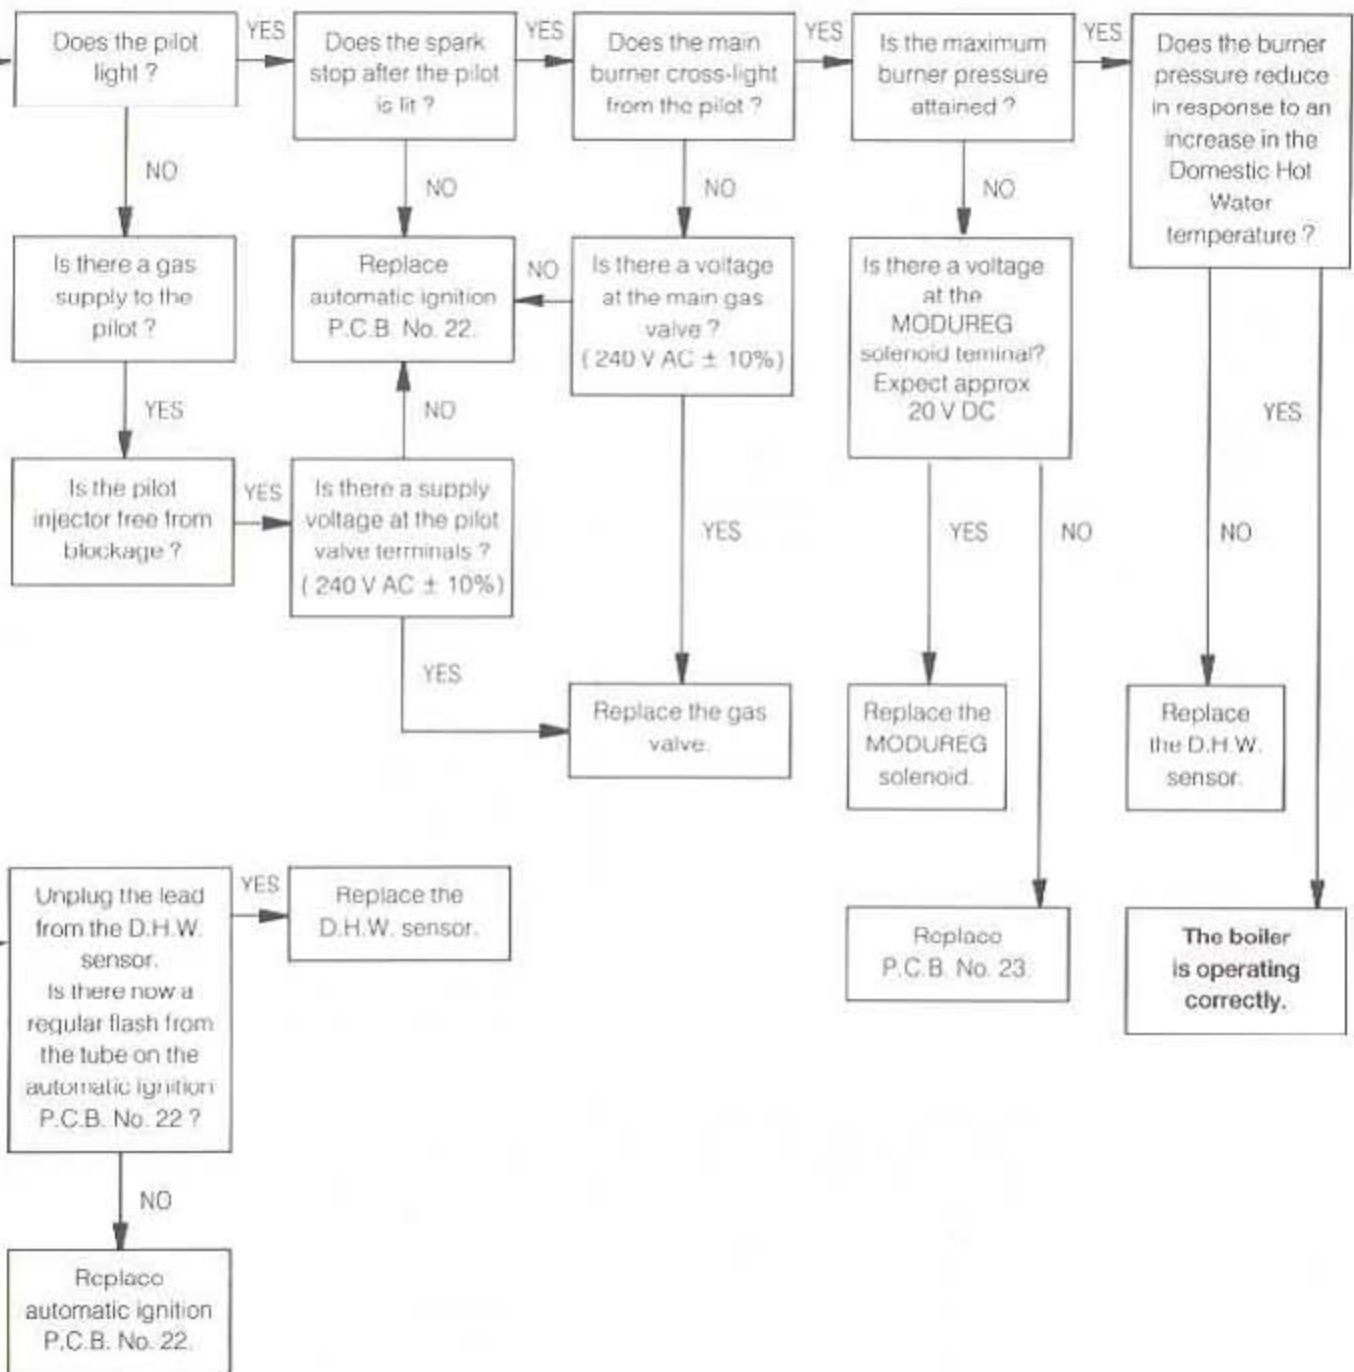 Does the pilot
light ?
YES
Does the spark
stop after the pilot
is lit ?
YES
Does the main
burner cross-light
from the pilot ?
YES
Is the maximum
burner pressure
attained ?
YES
Does the burner
pressure reduce
in response to an
increase in the
Domestic Hot
Water
temperature ?
NO
NO
NO
NO
Is there a gas
supply to the
pilot ?
Replace
automatic ignition
P.C.B. No. 22.
NO
Is there a voltage
at the main gas
valve ?
( 240 V AC ± 10%)
Is there a voltage
at the
MODUREG
solenoid teminal?
Expect approx
20 V DC
YES
NO
YES
Is the pilot
injector free from
blockage ?
YES
Is there a supply
voltage at the pilot
valve terminals ?
( 240 V AC ± 10%)
YES
YES
NO
NO
YES
Replace the gas
valve.
Replace the
MODUREG
solenoid.
Replace
the D.H.W.
sensor.
Unplug the lead
from the D.H.W.
sensor.
Is there now a
regular flash from
the tube on the
automatic ignition
P.C.B. No. 22 ?
YES
Replace the
D.H.W. sensor.
Replace
P.C.B. No. 23.
The boiler
is operating
correctly.
NO
Replace
automatic ignition
P.C.B. No. 22.